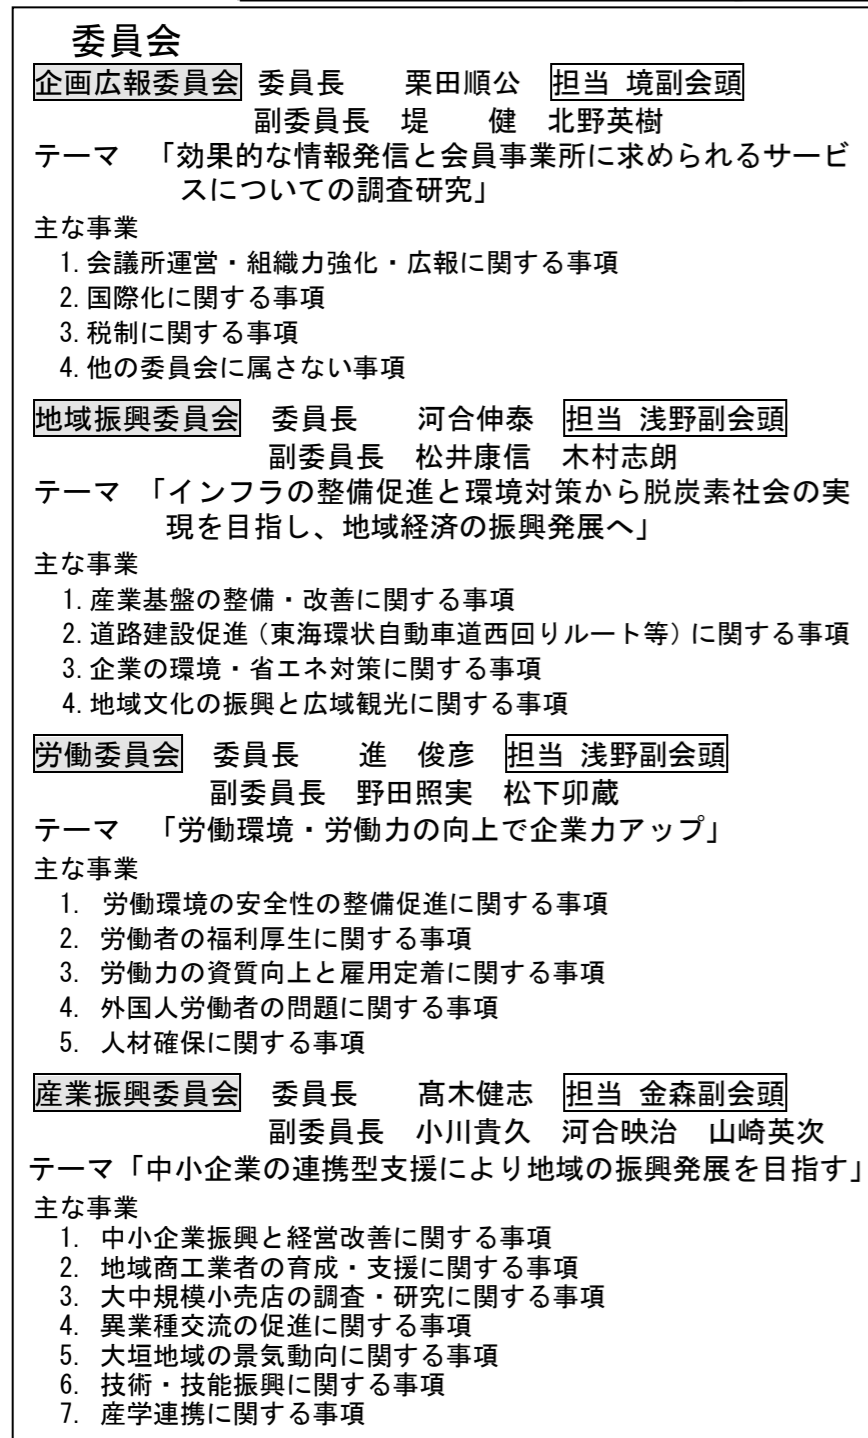 委員会
企画広報委員会 委員長 栗田順公 担当 境副会頭
副委員長 堤 健 北野英樹
テーマ 「効果的な情報発信と会員事業所に求められるサービ
スについての調査研究」
主な事業
1.会議所運営・組織力強化・広報に関する事項
2.国際化に関する事項
3.税制に関する事項
4.他の委員会に属さない事項
地域振興委員会 委員長 河合伸泰 担当 浅野副会頭
副委員長 松井康信 木村志朗
テーマ 「インフラの整備促進と環境対策から脱炭素社会の実
現を目指し、地域経済の振興発展へ」
主な事業
1.産業基盤の整備・改善に関する事項
2.道路建設促進(東海環状自動車道西回りルート等)に関する事項
3.企業の環境・省エネ対策に関する事項
4.地域文化の振興と広域観光に関する事項
労働委員会 委員長 進 俊彦 担当 浅野副会頭
副委員長 野田照実 松下卯蔵
テーマ 「労働環境・労働力の向上で企業力アップ」
主な事業
1. 労働環境の安全性の整備促進に関する事項
2. 労働者の福利厚生に関する事項
3. 労働力の資質向上と雇用定着に関する事項
4. 外国人労働者の問題に関する事項
5. 人材確保に関する事項
産業振興委員会 委員長 髙木健志 担当 金森副会頭
副委員長 小川貴久 河合映治 山崎英次
テーマ「中小企業の連携型支援により地域の振興発展を目指す」
主な事業
1. 中小企業振興と経営改善に関する事項
2. 地域商工業者の育成・支援に関する事項
3. 大中規模小売店の調査・研究に関する事項
4. 異業種交流の促進に関する事項
5. 大垣地域の景気動向に関する事項
6. 技術・技能振興に関する事項
7. 産学連携に関する事項